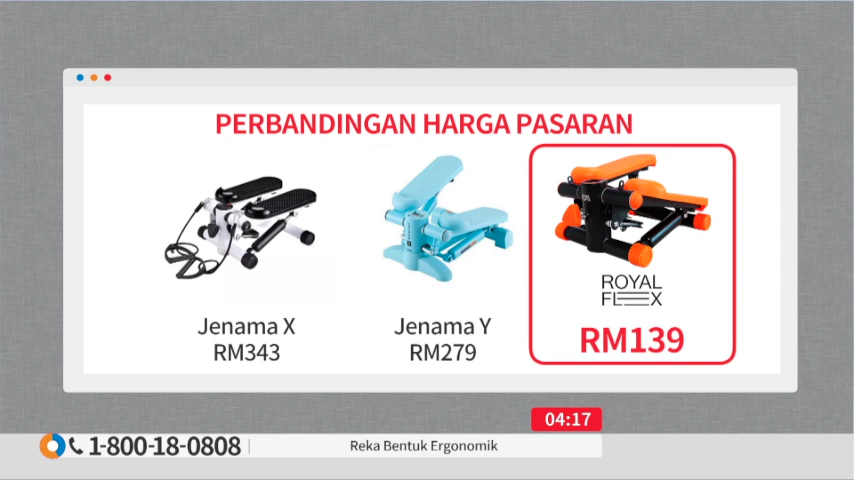 PERBANDINGAN HARGA PASARAN
Jenama X
RM343
Jenama Y
RM279
ROYAL
FLEX
RM139
04:17
1-800-18-0808
Reka Bentuk Ergonomik